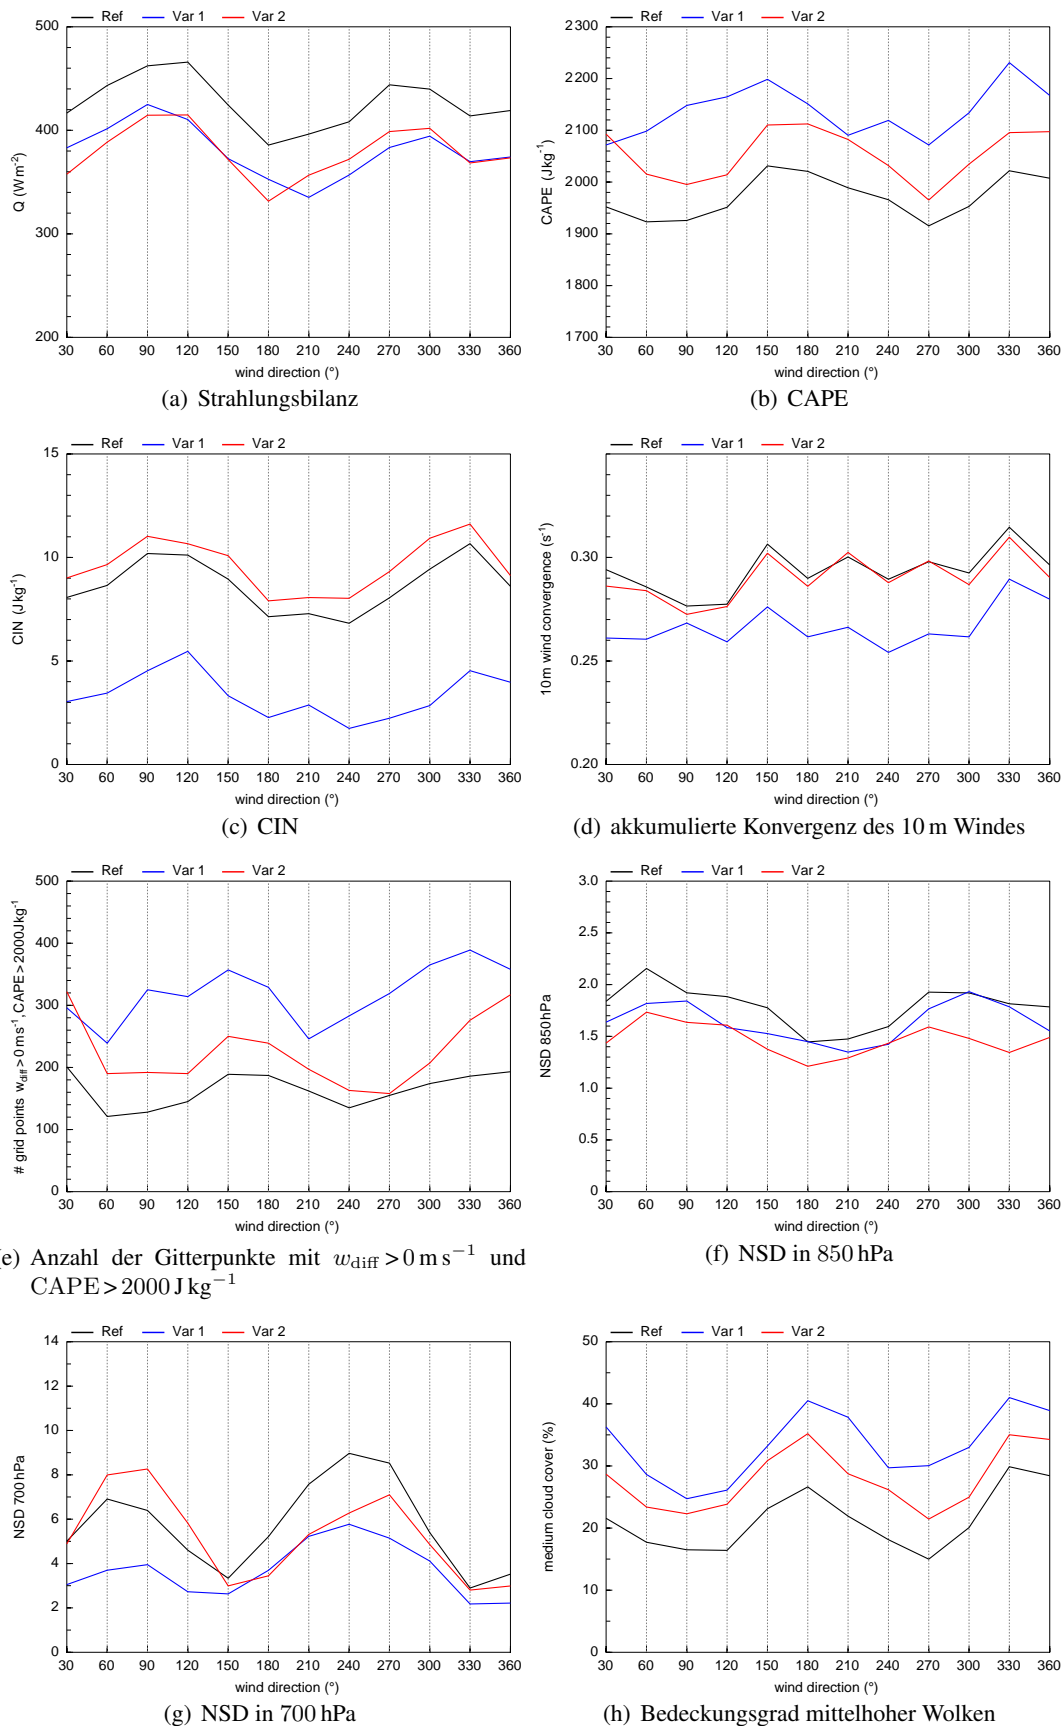 Ref Var 1 Var 2
500
400
300
200
Q (W m-2)
30 60 90 120 150 180 210 240 270 300 330 360
wind direction (°)
(a) Strahlungsbilanz
Ref Var 1 Var 2
2300
2200
2100
2000
1900
1800
1700
CAPE (J kg-1)
30 60 90 120 150 180 210 240 270 300 330 360
wind direction (°)
(b) CAPE
Ref Var 1 Var 2
15
10
5
0
CIN (J kg-1)
30 60 90 120 150 180 210 240 270 300 330 360
wind direction (°)
(c) CIN
Ref Var 1 Var 2
0.30
0.25
0.20
10 m wind convergence (s-1)
30 60 90 120 150 180 210 240 270 300 330 360
wind direction (°)
(d) akkumulierte Konvergenz des 10 m Windes
Ref Var 1 Var 2
500
400
300
200
100
0
# grid points wdiff > 0 m s-1, CAPE > 2000 J kg-1
30 60 90 120 150 180 210 240 270 300 330 360
wind direction (°)
e) Anzahl der Gitterpunkte mit wdiff > 0 m s−1 und
CAPE > 2000 J kg−1
Ref Var 1 Var 2
3.0
2.5
2.0
1.5
1.0
0.5
0
NSD 850 hPa
30 60 90 120 150 180 210 240 270 300 330 360
wind direction (°)
(f) NSD in 850 hPa
Ref Var 1 Var 2
14
12
10
8
6
4
2
0
NSD 700 hPa
30 60 90 120 150 180 210 240 270 300 330 360
wind direction (°)
(g) NSD in 700 hPa
Ref Var 1 Var 2
50
40
30
20
10
0
medium cloud cover (%)
30 60 90 120 150 180 210 240 270 300 330 360
wind direction (°)
(h) Bedeckungsgrad mittelhoher Wolken